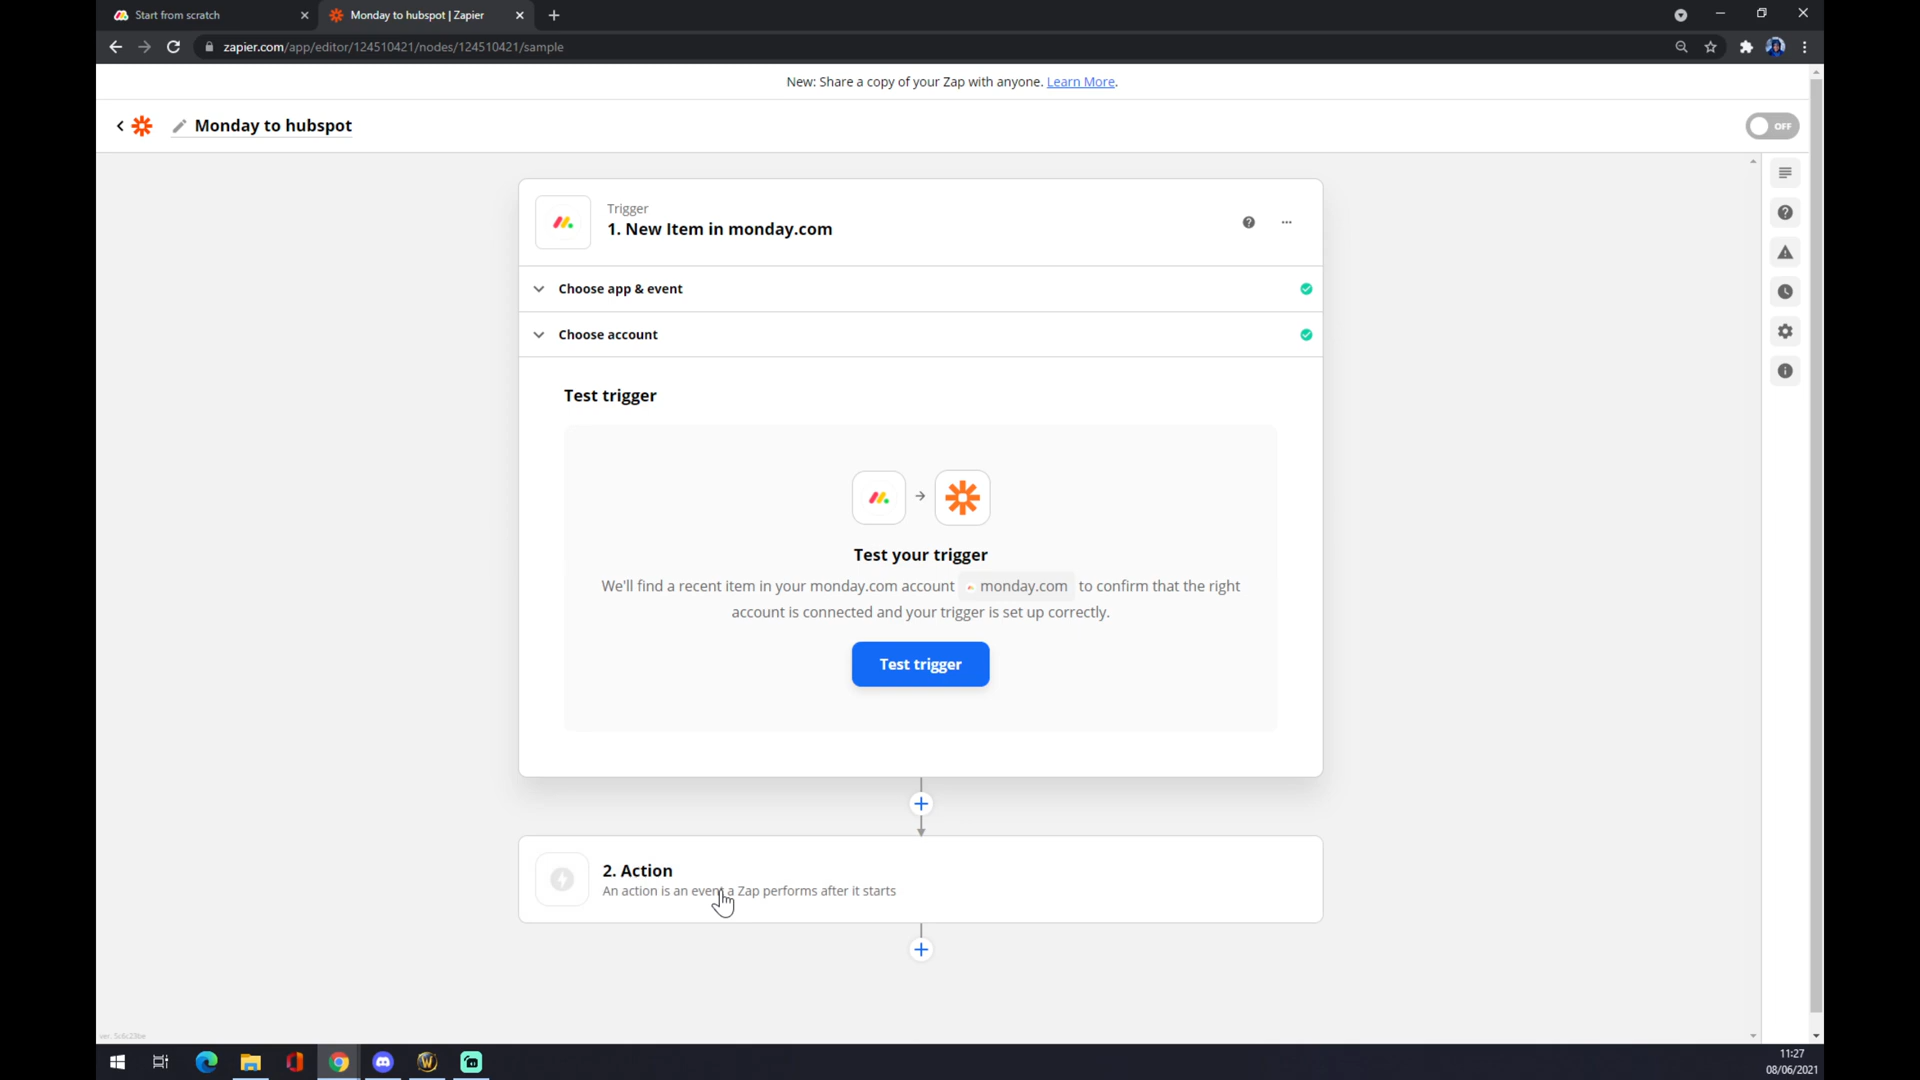 Start from scratch
Monday to hubspot | Zapier
zapier.com/app/editor/124510421/nodes/124510421/sample
New: Share a copy of your Zap with anyone. Learn More.
Monday to hubspot
OFF
Trigger
1. New Item in monday.com
Choose app & event
Choose account
Test trigger
Test your trigger
We'll find a recent item in your monday.com account monday.com to confirm that the right
account is connected and your trigger is set up correctly.
Test trigger
2. Action
An action is an event a Zap performs after it starts
ver. 5c6c23be
11:27
08/06/2021